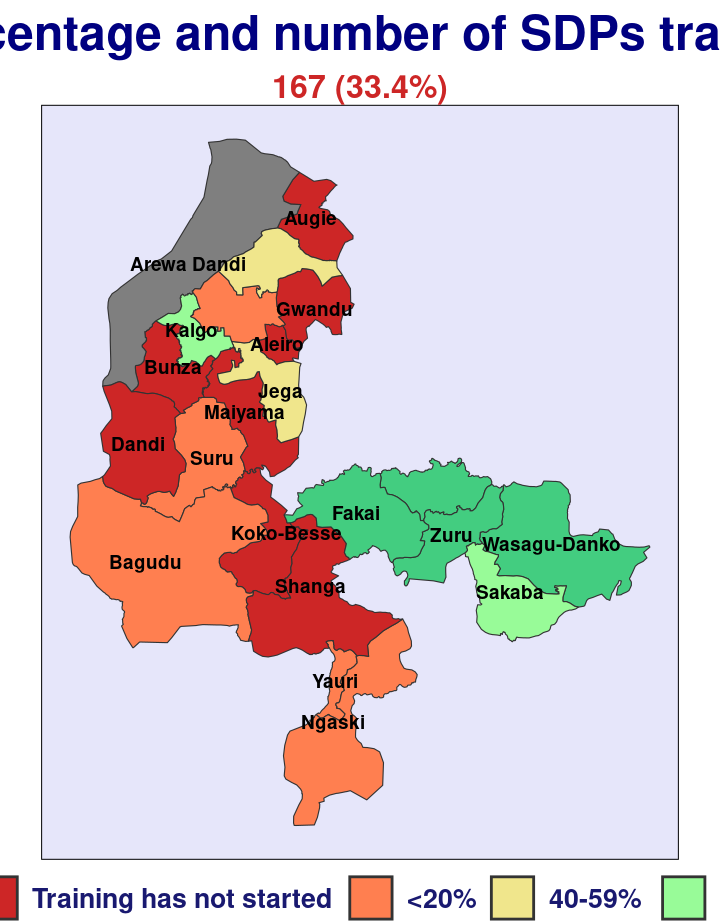 centage and number of SDPs tra
167 (33.4%)
Augie
Arewa Dandi
Gwandu
Kalgo
Aleiro
Bunza
Jega
Maiyama
Dandi
Suru
Fakai
Koko-Besse
Zuru
Wasagu-Danko
Bagudu
Shanga
Sakaba
Yauri
Ngaski
Training has not started <20% 40-59%